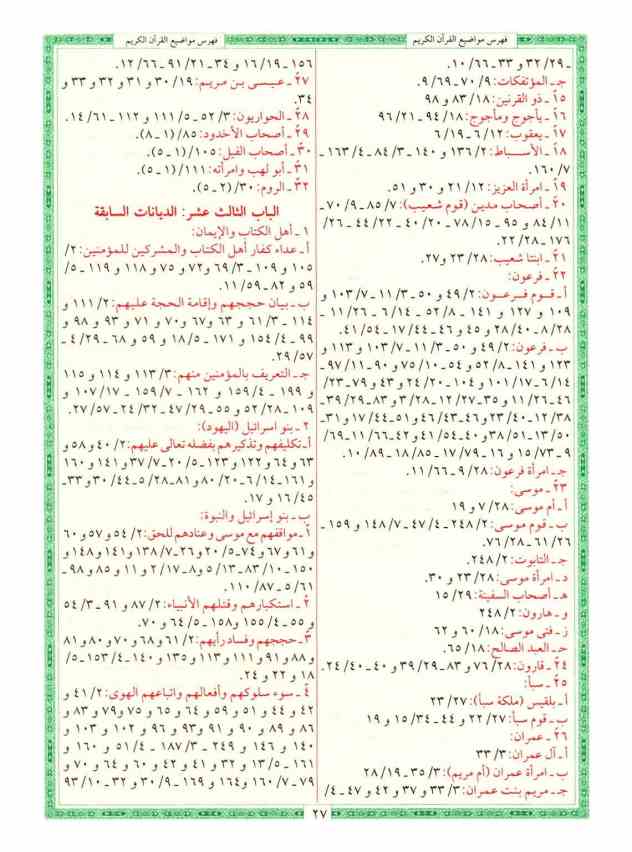 فهرس مواضيع القرآن الكريم
فهرس مواضيع القرآن الكريم
ـ ٣٢/٢٩ و ٣٣ ـ ١٠/٦٦.
جـ ـ المؤتفكات: ٧٠/٩ ـ ٩/٦٩.
١٥ ـ ذو القرنين: ٨٣/١٨ و ٩٨
١٦ ـ يأجوج ومأجوج: ٩٤/١٨ ـ ٩٦/٢١
١٧ ـ يعقوب: ٦/١٢ ـ ٦/١٩
١٨ ـ الأسباط: ١٣٦/٢ و ١٤٠ ـ ٨٤/٣ ـ ١٦٣/٤ ـ
١٦٠/٧.
١٩ ـ امرأة العزيز: ٢١/١٢ و ٣٠ و ٥١.
٢٠ ـ أصحاب مدين (قوم شعيب): ٨٥/٧ ـ ٧٠/٩ ـ
٨٤/١١ و ٩٥ ـ ٧٨/١٥ ـ ٤٠/٢٠ ـ ٤٤/٢٢ ـ ٢٦/
١٧٦ ـ ٢٢/٢٨.
٢١ ـ ابنتا شعيب: ٢٣/٢٨ و ٢٧.
٢٢ ـ فرعون:
أ ـ قوم فرعون: ٤٩/٢ و ٥٠ ـ ١١/٣ ـ ١٠٣/٧ و
١٠٩ و ١٢٧ و ١٤١ ـ ٥٢/٨ ـ ٦/١٤ ـ ١١/٢٦ ـ
٨/٢٨ ـ ٢٨/٤٠ و ٤٥ و ٤٦ ـ ١٧/٤٤ ـ ٤١/٥٤.
ب ـ فرعون: ٤٩/٢ و ٥٠ ـ ١١/٣ ـ ١٠٣/٧ و ١١٣ و
١٢٣ و ١٤١ ـ ٥٢/٨ و ٥٤ ـ ٧٥/١٠ و ٩٠ ـ ٩٧/١١ ـ
٦/١٤ ـ ١٠١/١٧ و ١٠٤ ـ ٢٤/٢٠ و ٤٣ و ٧٩ ـ ٢٣/
٤٦ ـ ١١/٢٦ و ٣٥ ـ ١٢/٢٧ ـ ٣/٢٨ و ٨٣ ـ ٣٩/٢٩ ـ
١٢/٣٨ ـ ٢٣/٤٠ ـ ٤٦/٤٣ و ٤٦ و ٥١ ـ ١٧/٤٤ و ٣١ ـ
١٣/٥٠ ـ ٣٨/٥١ و ٤٠ ـ ٤١/٥٤ و ٤٢ ـ ١١/٦٦ ـ ٦٩/
٩ ـ ١٥/٧٣ و ١٦ ـ ١٧/٧٩ ـ ١٨/٨٥ ـ ١٠/٨٩.
جـ ـ امرأة فرعون: ٩/٢٨ ـ ١١/٦٦.
٢٣ ـ موسى:
أ ـ أم موسى: ٧/٢٨ و ١٩
ب ـ قوم موسى: ٢٤٨/٢ ـ ٤٧/٤ ـ ١٤٨/٧ و ١٥٩ ـ
٦١/٢٦ ـ ٧٦/٢٨.
جـ ـ التابوت: ٢٤٨/٢.
د ـ امرأة موسى: ٢٣/٢٨ و ٣٠.
هـ ـ أصحاب السفينة: ١٥/٢٩
و ـ هارون: ٢٤٨/٢
ز ـ فتى موسى: ٦٠/١٨ و ٦٢
حـ ـ العبد الصالح: ٦٥/١٨.
٢٤ ـ قارون: ٧٦/٢٨ و ٨٣ ـ ٣٩/٢٩ و ٤٠ ـ ٢٤/٤٠.
٢٥ ـ سبأ:
أ ـ بلقيس (ملكة سبأ): ٢٣/٢٧
ب ـ قوم سبأ: ٢٢/٢٧ و ٤٤ ـ ١٥/٣٤ و ١٩
٢٦ ـ عمران:
أ ـ آل عمران: ٣٣/٣
ب ـ امرأة عمران (أم مريم): ٣٥/٣ ـ ٢٨/١٩
جـ ـ مريم بنت عمران: ٣٣/٣ و ٣٧ و ٤٢ و ٤٧ ـ ٤/
١٥٦ ـ ١٦/١٩ و ٣٤ ـ ٩١/٢١ ـ ١٢/٦٦.
٢٧ ـ عيسى بن مريم: ٣٠/١٩ و ٣١ و ٣٢ و ٣٣ و
٣٤.
٢٨ ـ الحواريون: ٥٢/٣ ـ ١١١/٥ و ١١٢ ـ ١٤/٦١.
٢٩ ـ أصحاب الأخدود: ٨٥/(١ ـ ٨).
٣٠ ـ أصحاب الفيل: ١٠٥/(١ ـ ٥).
٣١ ـ أبو لهب وامرأته: ١١١/(١ ـ ٥).
٣٢ ـ الروم: ٣٠/(٢ ـ ٥).
الباب الثالث عشر: الديانات السابقة
١ ـ أهل الكتاب والإيمان:
أ ـ عداء كفار أهل الكتاب والمشركين للمؤمنين: ٢/
١٠٥ و ١٠٩ ـ ٦٩/٣ و ٧٢ و ٧٥ و ١١٨ و ١١٩ ـ ٥/
٥٩ و ٨٢ ـ ١١/٥٩.
ب ـ بيان حججهم وإقامة الحجة عليهم: ١١١/٢ و
١١٤ ـ ٦١/٣ و ٦٣ و ٦٧ و ٧٠ و ٧١ و ٩٣ و ٩٨ و
٩٩ ـ ١٥٤/٤ و ١٧١ ـ ١٨/٥ و ٥٩ و ٦٨ ـ ٤/٢٩ ـ
٢٩/٥٧.
جـ ـ التعريف بالمؤمنين منهم: ١١٣/٣ و ١١٤ و ١١٥
و ١٩٩ ـ ١٥٩/٤ و ١٦٢ ـ ١٥٩/٧ ـ ١٠٧/١٧ و
١٠٩ ـ ٥٢/٢٨ و ٥٥ ـ ٤٧/٢٩ ـ ٢٤/٣٢ ـ ٢٧/٥٧.
٢ ـ بنو اسرائيل (اليهود):
أ ـ تكليفهم وتذكيرهم بفضله تعالى عليهم: ٤٠/٢ و ٥٨ و
٦٣ و ٦٤ و ١٢٢ و ١٢٣ ـ ٢٠/٥ ـ ٣٧/٧ و ١٤١ و ١٦٠
و ١٦١ ـ ٦/١٤ ـ ٨٠/٢٠ و ٨١ ـ ٥/٢٨ ـ ٣٠/٤٤ و ٣٣ ـ
١٦/٤٥ و ١٧.
ب ـ بنو إسرائيل والنبوة:
١ ـ مواقفهم مع موسى وعنادهم للحق: ٥٤/٢ و ٥٧ و ٦٠
و ٦١ و ٦٧ و ٧٤ ـ ٢٠/٥ و ٢٦ ـ ١٣٨/٧ و ١٤١ و ١٤٨ و
١٥٠ ـ ٨٣/١٠ ـ ٥/١٣ و ٨ ـ ٢/١٧ و ١١ و ٨٥ و ٩٨ ـ
٥/٦١ ـ ١١٠/٨٧.
٢ ـ استكبارهم وقتلهم الأنبياء: ٨٧/٢ و ٩١ ـ ٥٤/٣
و ٥٥ ـ ١٥٥/٤ و ١٥٨ ـ ٦٤/٥ و ٧٠.
٣ ـ حججهم وفساد رأيهم: ٦١/٢ و ٦٨ و ٧٠ و ٨٠ و ٨١
و ٨٨ و ٩١ و ١١١ و ١١٣ و ١٣٥ و ١٤٠ ـ ١٥٣/٤ ـ ٥/
١٨ و ٢٢ و ٢٤.
٤ ـ سوء سلوكهم وأفعالهم واتباعهم الهوى: ٤١/٢ و
٤٢ و ٤٤ و ٥١ و ٥٩ و ٦٤ و ٦٥ و ٧٥ و ٧٩ و ٨٣ و
٨٦ و ٨٩ و ٩٠ و ٩١ و ٩٣ و ٩٦ و ١٠٢ و ١٠٣ و
١٤٠ و ١٤٦ و ٢٤٩ ـ ١٨٧/٣ ـ ٥١/٤ و ١٦٠ و
١٦١ ـ ١٣/٥ و ٣٢ و ٤١ و ٤٢ و ٦٠ و ٦٤ و ٧٠ و
٧٩ ـ ١٦٠/٧ و ١٦٤ و ١٦٩ ـ ٣٠/٩ و ٣٢ ـ ٩٣/١٠
٢٧